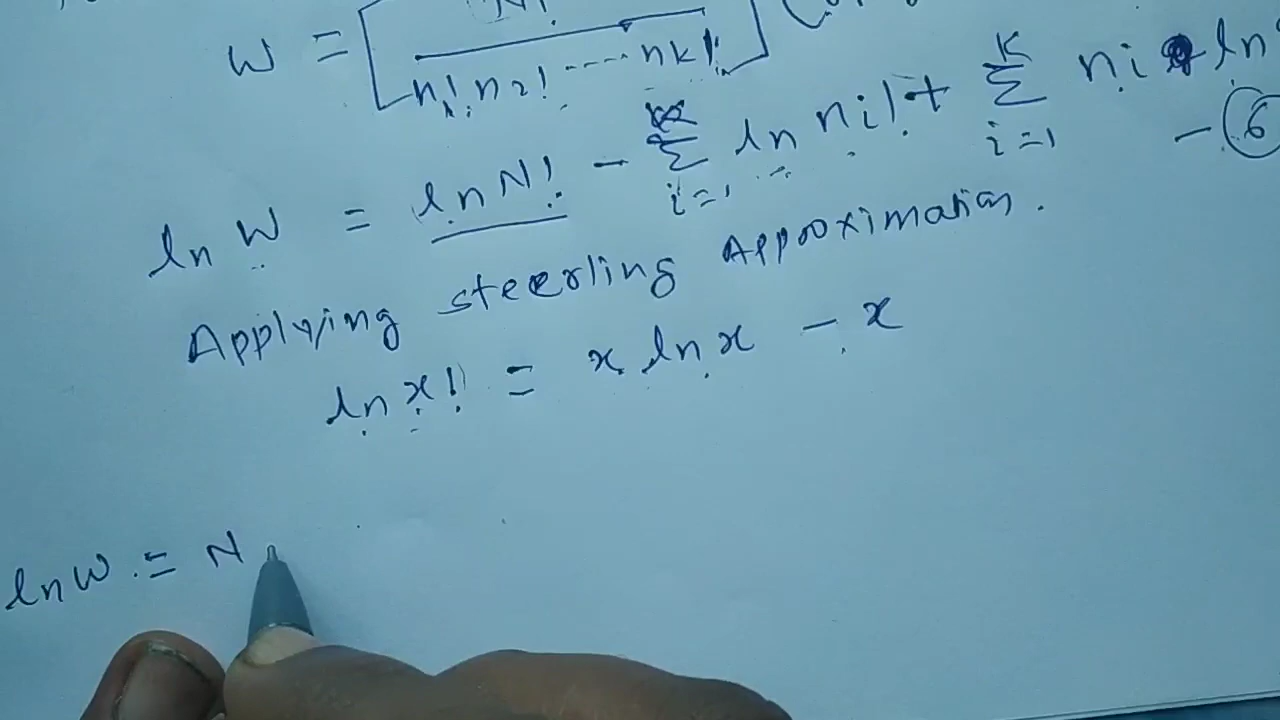 W = [N! / n1! n2! ---- nk!]
ln W = ln N! - Σ i=1 ln ni! + K Σ i=1 ni ln
- 6
Applying steerling Approximation.
ln x! = x ln x - x
ln W = N